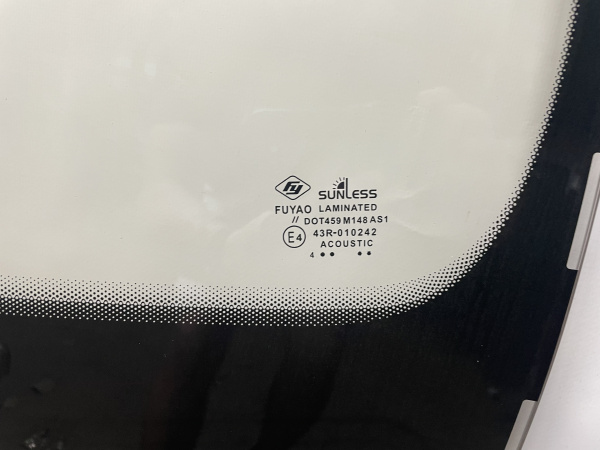 SUNLESS
FUYAO LAMINATED
// DOT459 M148 AS1
E4 43R-010242
ACOUSTIC
4 •• ••